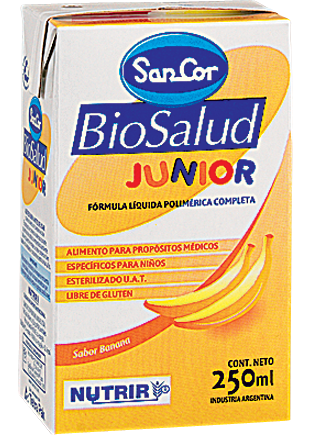 SanCor
BioSalud
JUNIOR
FÓRMULA LÍQUIDA POLIMÉRICA COMPLETA
ALIMENTO PARA PROPÓSITOS MÉDICOS
ESPECÍFICOS PARA NIÑOS
ESTERILIZADO U.A.T.
LIBRE DE GLUTEN
Sabor Banana
NUTRIR
CONT. NETO
250ml
INDUSTRIA ARGENTINA